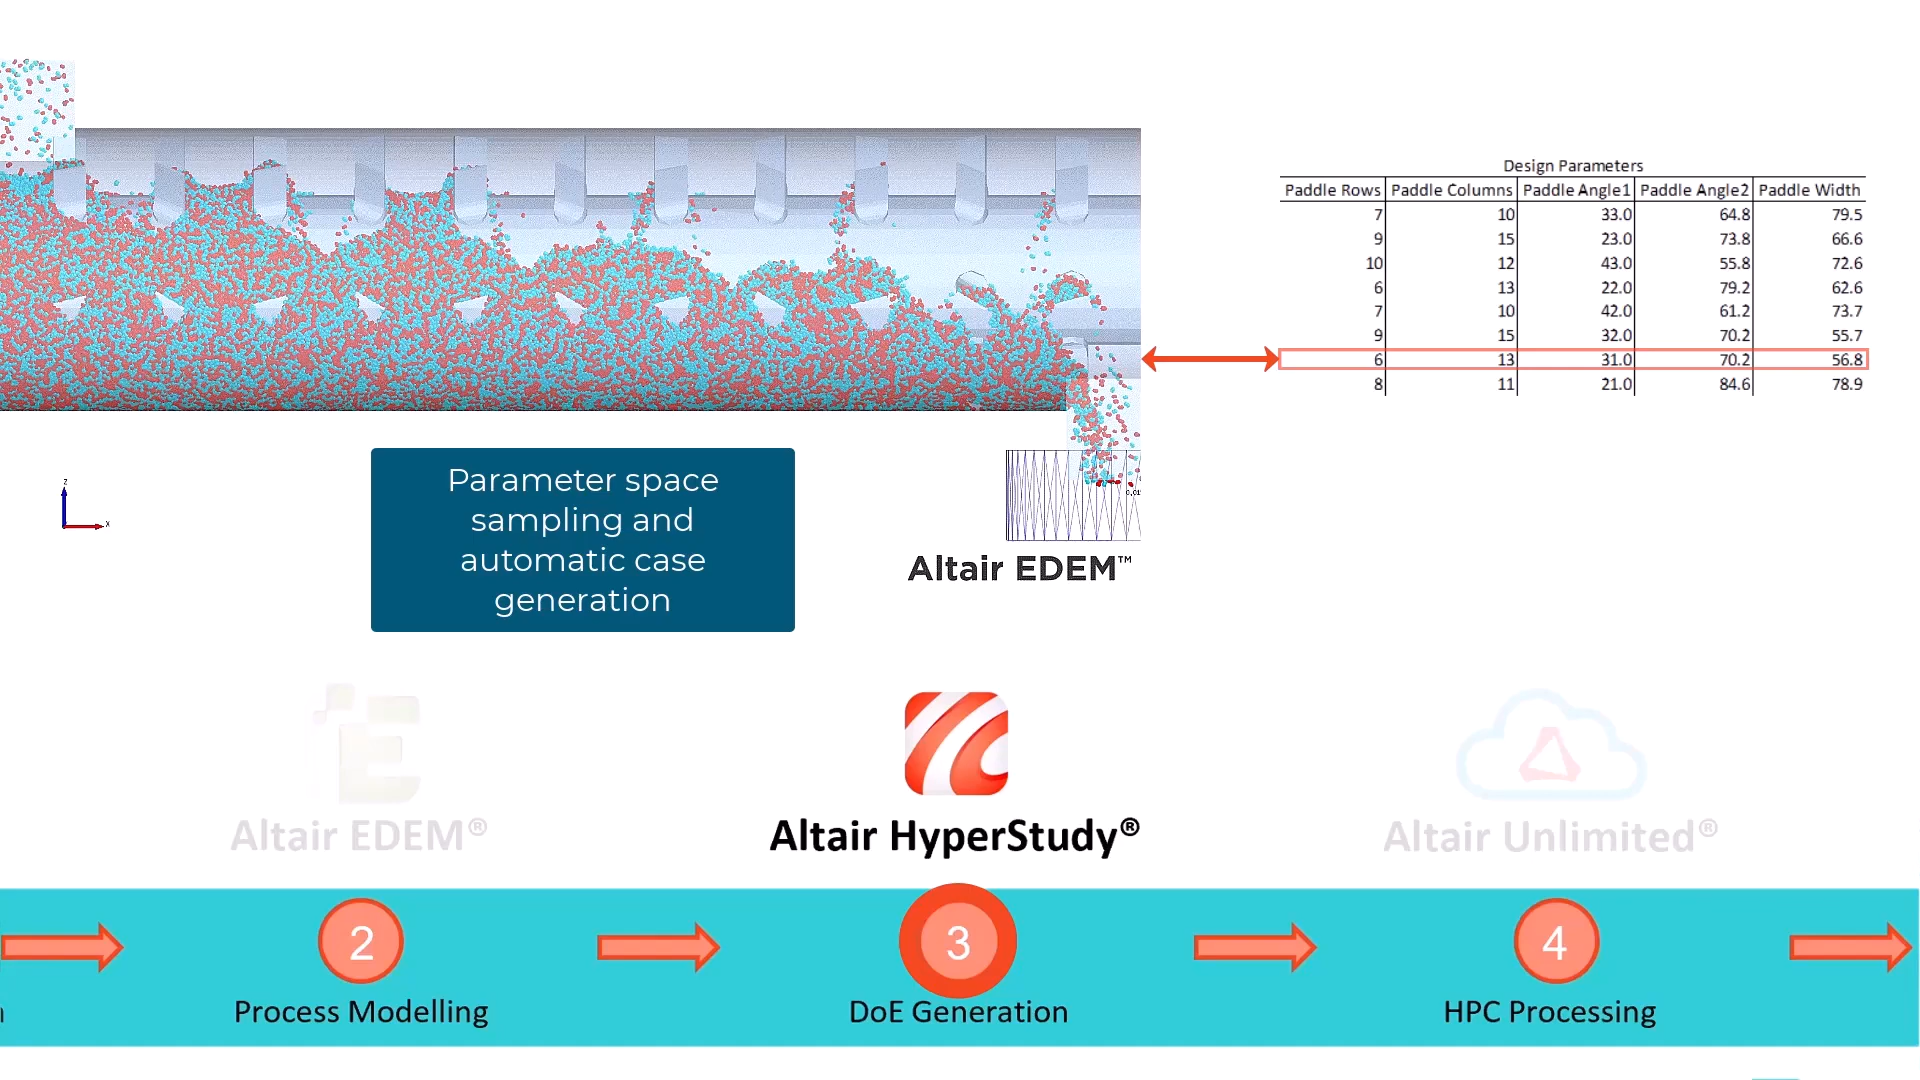 Design Parameters
Paddle Rows Paddle Columns Paddle Angle1 Paddle Angle2 Paddle Width
7 10 33.0 64.8 79.5
9 15 23.0 73.8 66.6
10 12 43.0 55.8 72.6
6 13 22.0 79.2 62.6
7 10 42.0 61.2 73.7
9 15 32.0 70.2 55.7
6 13 31.0 70.2 56.8
8 11 21.0 84.6 78.9
z
x
Parameter space
sampling and
automatic case
generation
Altair EDEM™
Altair EDEM®
Altair HyperStudy®
Altair Unlimited®
2
3
4
Process Modelling
DoE Generation
HPC Processing